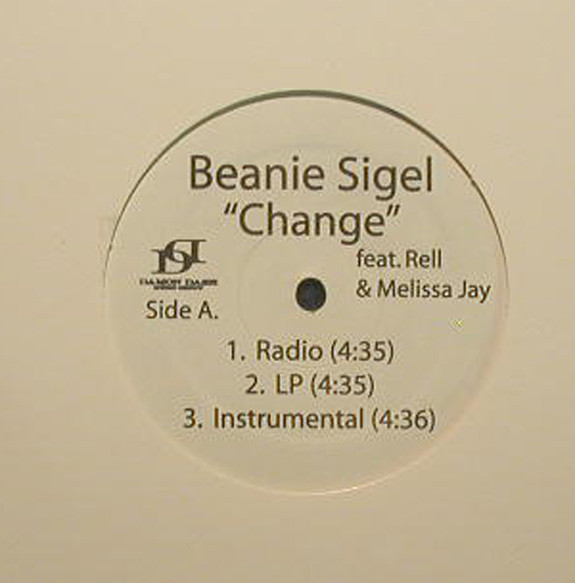 Beanie Sigel
"Change"
feat. Rell
& Melissa Jay
DAMON DASH
Side A.
1. Radio (4:35)
2. LP (4:35)
3. Instrumental (4:36)